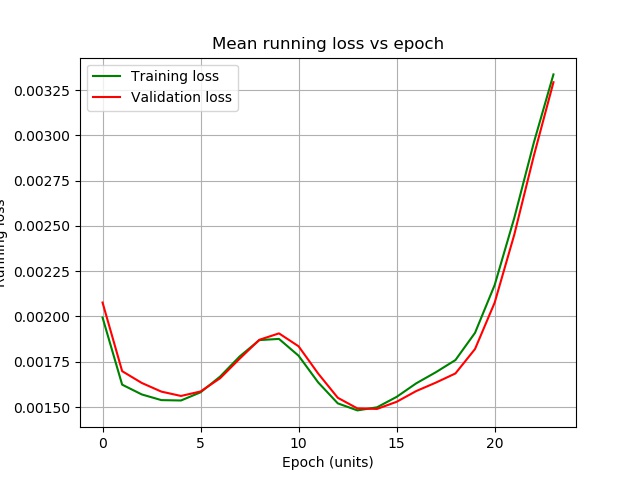 Mean running loss vs epoch
Training loss
Validation loss
0.00325
0.00300
0.00275
0.00250
0.00225
0.00200
0.00175
0.00150
Running loss
0
5
10
15
20
Epoch (units)